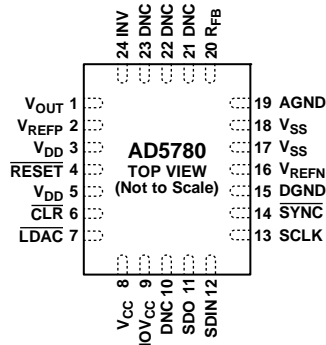 24 INV
23 DNC
22 DNC
21 DNC
20 RFB
VOUT 1
VREFP 2
VDD 3
RESET 4
VDD 5
CLR 6
LDAC 7
AD5780
TOP VIEW
(Not to Scale)
19 AGND
18 VSS
17 VSS
16 VREFN
15 DGND
14 SYNC
13 SCLK
VCC 8
IOVCC 9
DNC 10
SDO 11
SDIN 12